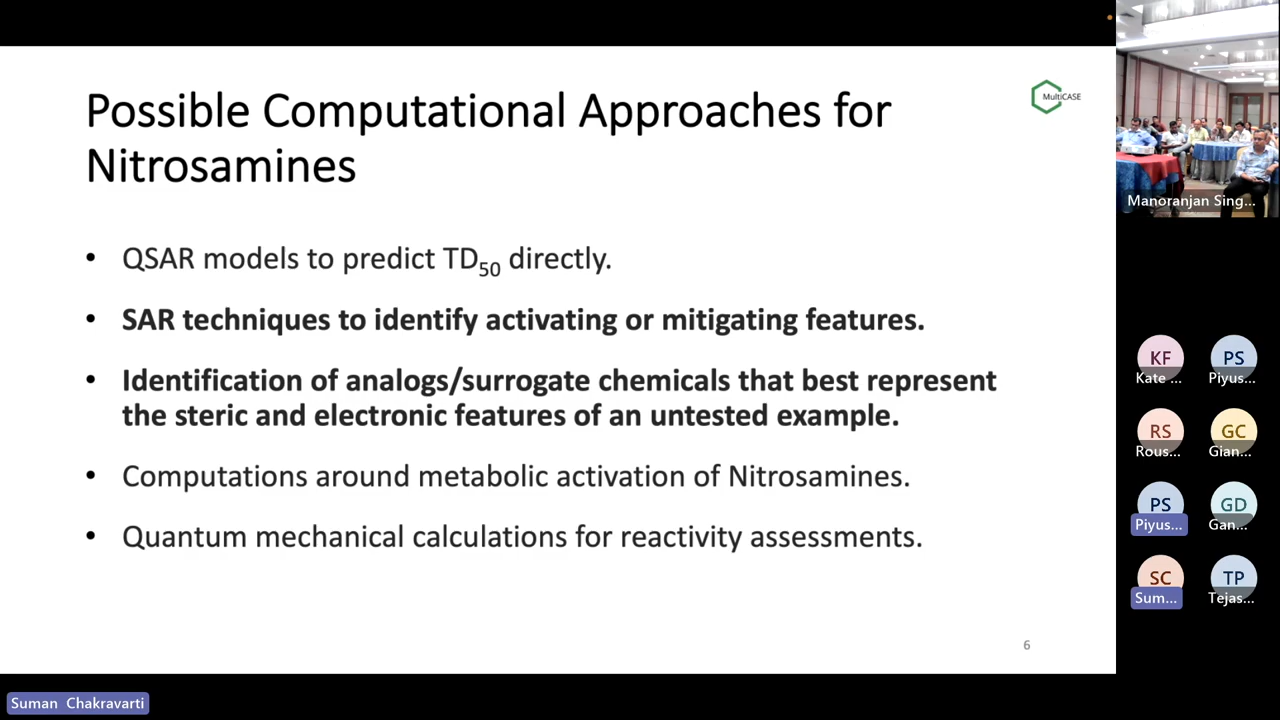 Possible Computational Approaches for
Nitrosamines
MultiCASE
• QSAR models to predict TD50 directly.
• SAR techniques to identify activating or mitigating features.
• Identification of analogs/surrogate chemicals that best represent
the steric and electronic features of an untested example.
• Computations around metabolic activation of Nitrosamines.
• Quantum mechanical calculations for reactivity assessments.
6
Suman Chakravarti
Manoranjan Sing...
KF
Kate ...
PS
Piyus...
RS
Rous...
GC
Gian...
PS
Piyus...
GD
Gan...
SC
Sum...
TP
Tejas...